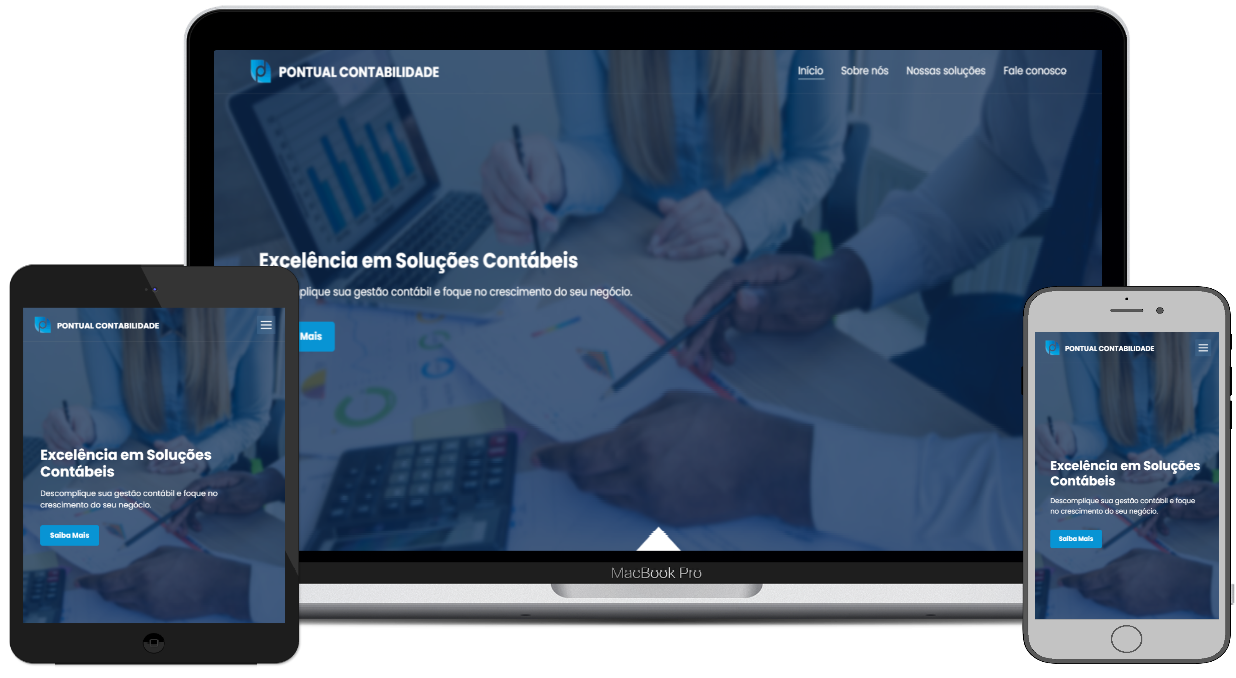 PONTUAL CONTABILIDADE
Início Sobre nós Nossas soluções Fale conosco
Excelência em Soluções Contábeis
plique sua gestão contábil e foque no crescimento do seu negócio.
Mais
MacBook Pro
PONTUAL CONTABILIDADE
Excelência em Soluções
Contábeis
Descomplique sua gestão contábil e foque no
crescimento do seu negócio.
Saiba Mais
PONTUAL CONTABILIDADE
Excelência em Soluções
Contábeis
Descomplique sua gestão contábil e foque
no crescimento do seu negócio.
Saiba Mais